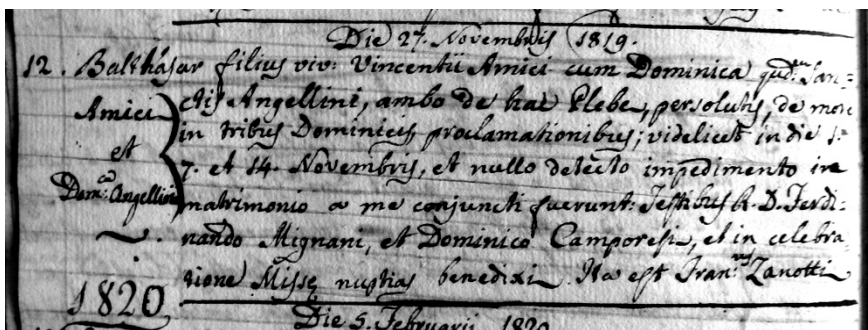 Die 27. Novembris 1819.
12. Balthasar filius viv: Vincentii Amici cum Dominica qud.m San=
Amici
et
Dom.ca Angellini
ctis Angellini, ambo de hac Plebe, persolutis, de more
in tribus Dominicis proclamationibus; videlicet in die 1.
7. et 14. Novembris, et nullo detecto impedimento in
matrimonio a me conjuncti fuerunt: Testibus R. D. Ferdi=
nando Mignani, et Dominico Camporesi, et in celebra
tione Missę nuptias benedixi. Ita est Fran.cus Zanotti
1820
Die 5. Februarii 1820